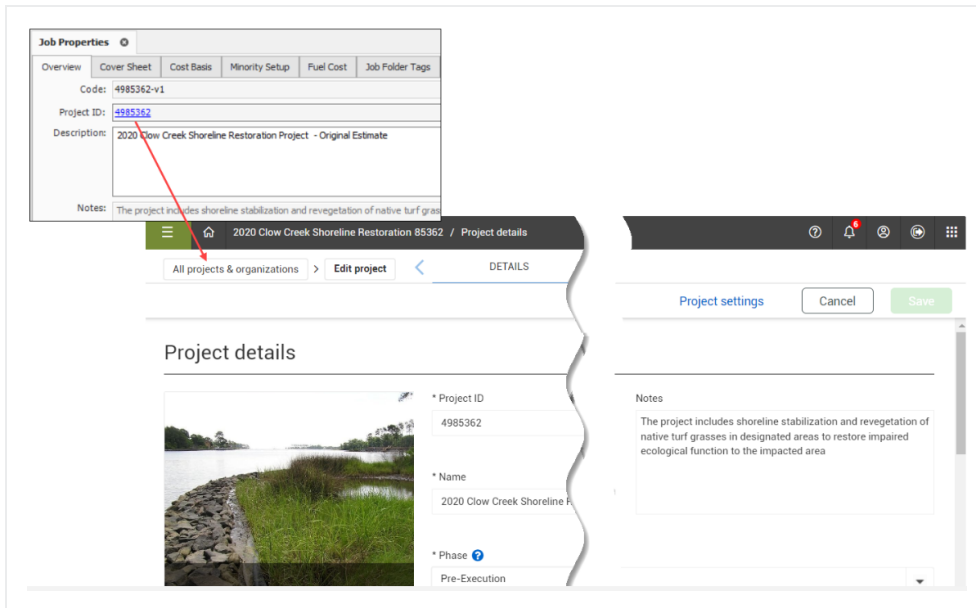 Job Properties
Overview Cover Sheet Cost Basis Minority Setup Fuel Cost Job Folder Tags
Code: 4985362-v1
Project ID: 4985362
Description: 2020 Clow Creek Shoreline Restoration Project - Original Estimate
Notes: The project includes shoreline stabilization and revegetation of native turf gras
2020 Clow Creek Shoreline Restoration 85362 / Project details
6
All projects & organizations > Edit project DETAILS
Project settings Cancel Save
Project details
* Project ID
4985362
* Name
2020 Clow Creek Shoreline
* Phase
Pre-Execution
Notes
The project includes shoreline stabilization and revegetation of
native turf grasses in designated areas to restore impaired
ecological function to the impacted area